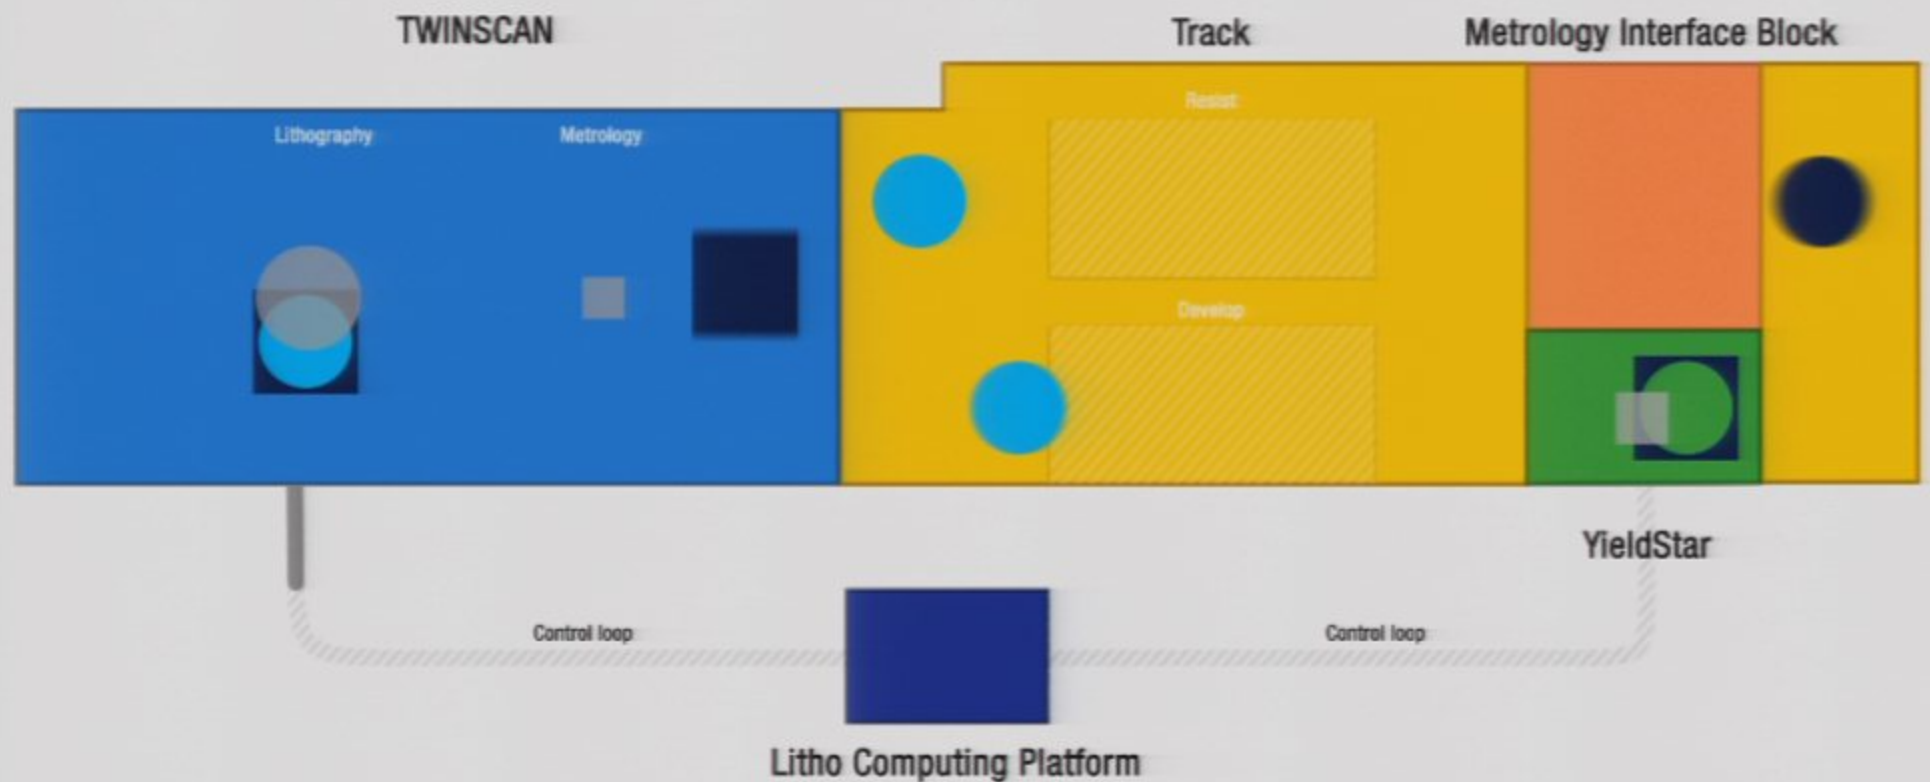 TWINSCAN
Track
Metrology Interface Block
Resist
Lithography
Metrology
Develop
YieldStar
Control loop
Control loop
Litho Computing Platform